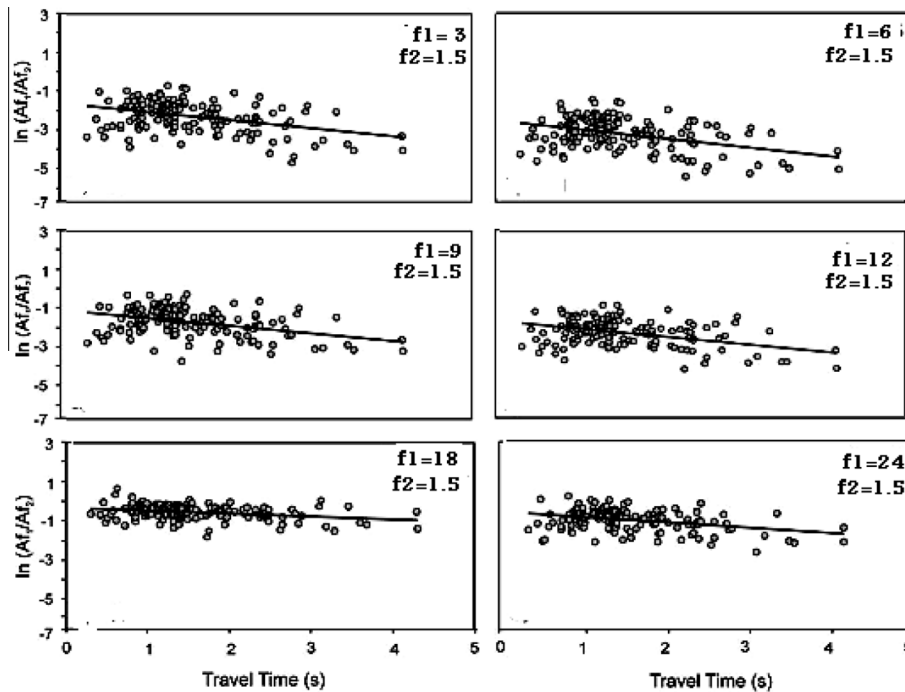 3
1
-1
-3
-5
-7
ln (Af₁/Af₂)
f1=3
f2=1.5
f1=6
f2=1.5
3
1
-1
-3
-5
-7
ln (Af₁/Af₂)
f1=9
f2=1.5
f1=12
f2=1.5
3
1
-1
-3
-5
-7
ln (Af₁/Af₂)
f1=18
f2=1.5
f1=24
f2=1.5
0 1 2 3 4 5
0 1 2 3 4 5
Travel Time (s)
Travel Time (s)